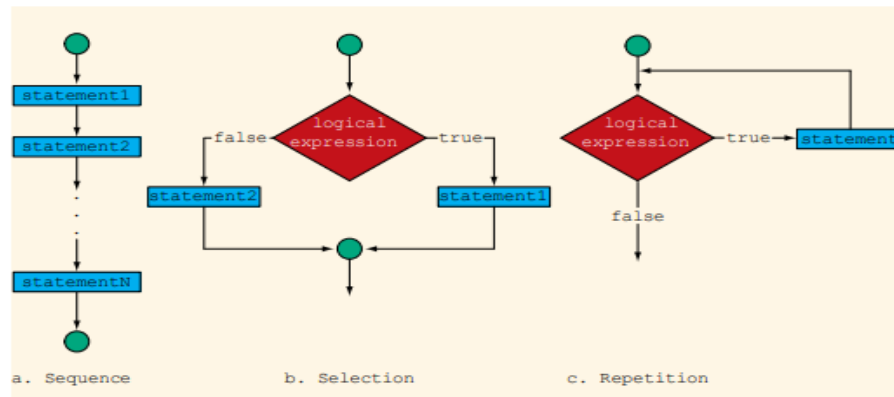 statement1
statement2
.
.
.
statementN
a. Sequence
logical
expression
false
true
statement2
statement1
b. Selection
logical
expression
true
statement
false
c. Repetition